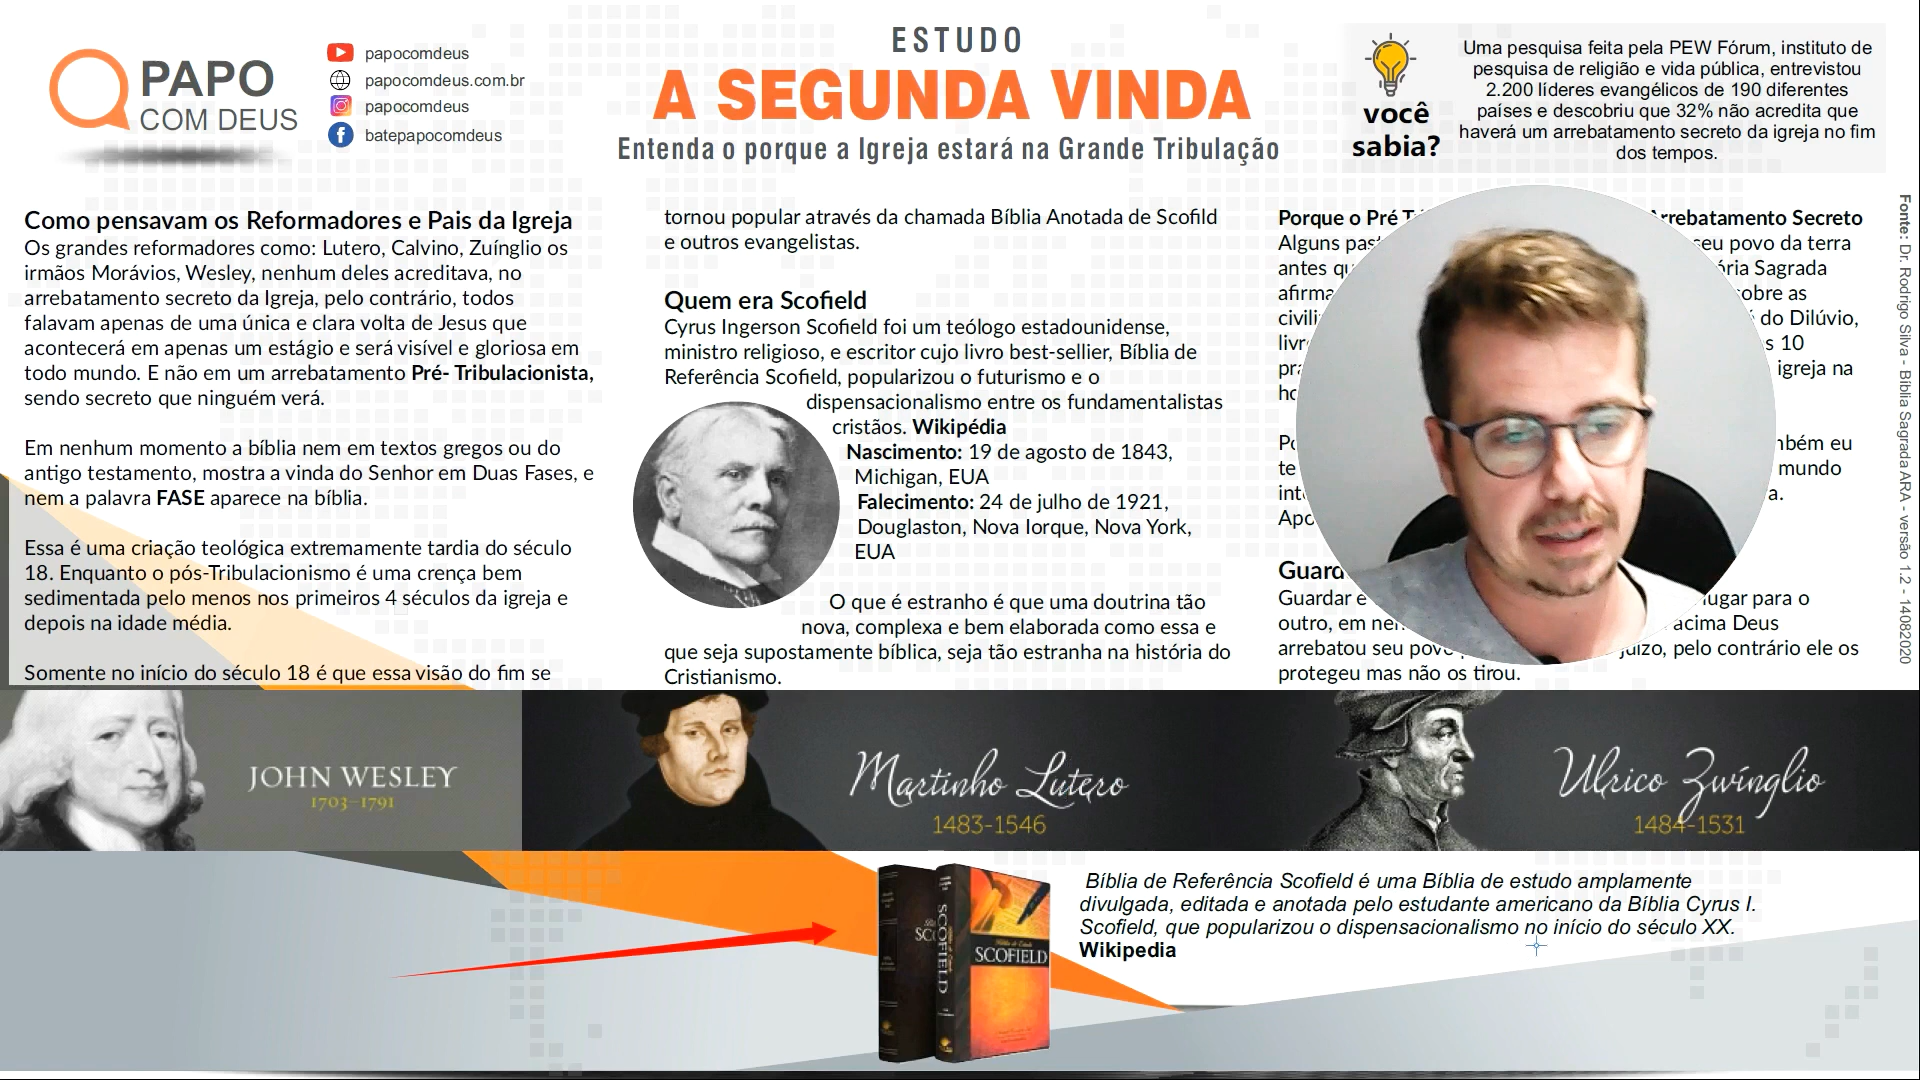 PAPO
COM DEUS
papocomdeus
papocomdeus.com.br
papocomdeus
batepapocomdeus
ESTUDO
A SEGUNDA VINDA
Entenda o porque a Igreja estará na Grande Tribulação
você
sabia?
Uma pesquisa feita pela PEW Fórum, instituto de
pesquisa de religião e vida pública, entrevistou
2.200 líderes evangélicos de 190 diferentes
países e descobriu que 32% não acredita que
haverá um arrebatamento secreto da igreja no fim
dos tempos.
Como pensavam os Reformadores e Pais da Igreja
Os grandes reformadores como: Lutero, Calvino, Zuínglio os
irmãos Morávios, Wesley, nenhum deles acreditava, no
arrebatamento secreto da Igreja, pelo contrário, todos
falavam apenas de uma única e clara volta de Jesus que
acontecerá em apenas um estágio e será visível e gloriosa em
todo mundo. E não em um arrebatamento Pré- Tribulacionista,
sendo secreto que ninguém verá.
Em nenhum momento a bíblia nem em textos gregos ou do
antigo testamento, mostra a vinda do Senhor em Duas Fases, e
nem a palavra FASE aparece na bíblia.
Essa é uma criação teológica extremamente tardia do século
18. Enquanto o pós-Tribulacionismo é uma crença bem
sedimentada pelo menos nos primeiros 4 séculos da igreja e
depois na idade média.
Somente no início do século 18 é que essa visão do fim se
tornou popular através da chamada Bíblia Anotada de Scofild
e outros evangelistas.
Quem era Scofield
Cyrus Ingerson Scofield foi um teólogo estadounidense,
ministro religioso, e escritor cujo livro best-sellier, Bíblia de
Referência Scofield, popularizou o futurismo e o
dispensacionalismo entre os fundamentalistas
cristãos. Wikipédia
Nascimento: 19 de agosto de 1843,
Michigan, EUA
Falecimento: 24 de julho de 1921,
Douglaston, Nova Iorque, Nova York,
EUA
O que é estranho é que uma doutrina tão
nova, complexa e bem elaborada como essa e
que seja supostamente bíblica, seja tão estranha na história do
Cristianismo.
Porque o Pré Arrebatamento Secreto
Alguns seu povo da terra
antes Sagrada
sobre as
do Dilúvio,
10
igreja na
eu
mundo
Guardar e lugar para o
outro, em acima Deus
arrebatou seu juízo, pelo contrário ele os
protegeu mas não os tirou.
Fonte: Dr. Rodrigo Silva - Bíblia Sagrada ARA - versão 1.2 - 14082020
JOHN WESLEY
1703-1791
Martinho Lutero
1483-1546
Ulrico Zwínglio
1484-1531
SCOFIELD
SCOFIELD
Bíblia de Referência Scofield é uma Bíblia de estudo amplamente
divulgada, editada e anotada pelo estudante americano da Bíblia Cyrus I.
Scofield, que popularizou o dispensacionalismo no início do século XX.
Wikipedia